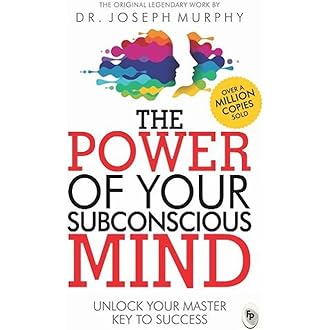 THE ORIGINAL LEGENDARY WORK BY
DR. JOSEPH MURPHY
OVER A
MILLION
COPIES
SOLD
THE
POWER
OF YOUR
SUBCONSCIOUS
MIND
UNLOCK YOUR MASTER
KEY TO SUCCESS
FP